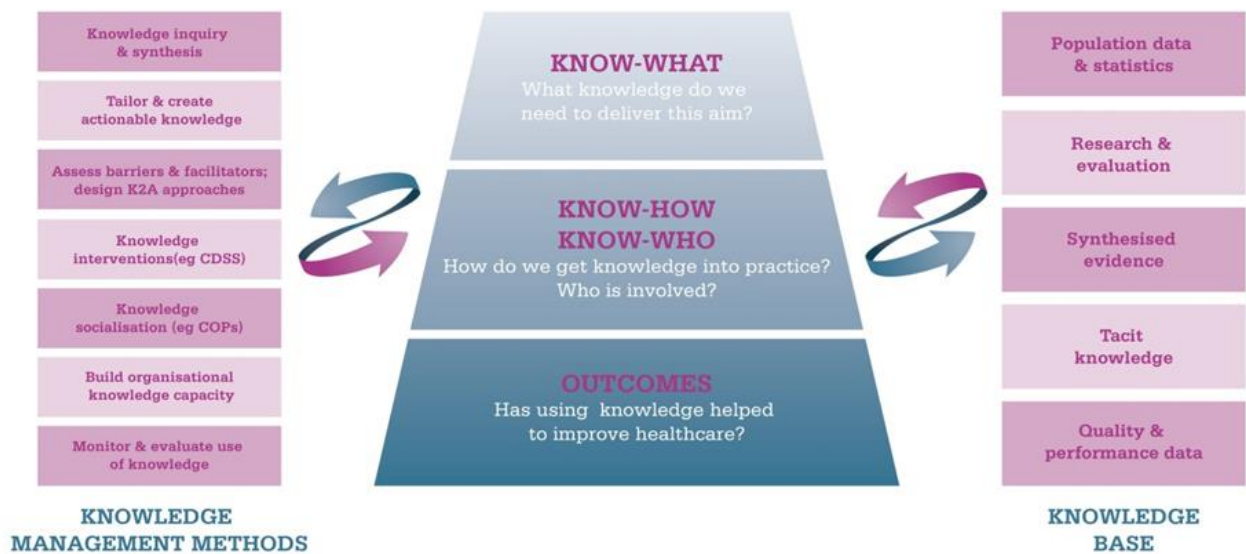 Knowledge inquiry
& synthesis
Tailor & create
actionable knowledge
Assess barriers & facilitators;
design K2A approaches
Knowledge
interventions(eg CDSS)
Knowledge
socialisation (eg COPs)
Build organisational
knowledge capacity
Monitor & evaluate use
of knowledge
KNOWLEDGE
MANAGEMENT METHODS
KNOW-WHAT
What knowledge do we
need to deliver this aim?
KNOW-HOW
KNOW-WHO
How do we get knowledge into practice?
Who is involved?
OUTCOMES
Has using knowledge helped
to improve healthcare?
Population data
& statistics
Research &
evaluation
Synthesised
evidence
Tacit
knowledge
Quality &
performance data
KNOWLEDGE
BASE